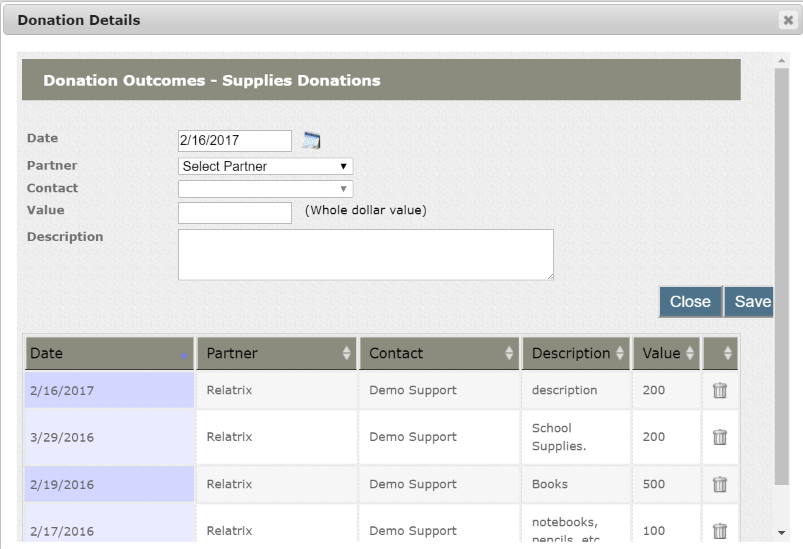 Donation Details
Donation Outcomes - Supplies Donations
Date 2/16/2017
Partner Select Partner
Contact
Value (Whole dollar value)
Description
Close Save
Date Partner Contact Description Value
2/16/2017 Relatrix Demo Support description 200
3/29/2016 Relatrix Demo Support School Supplies. 200
2/19/2016 Relatrix Demo Support Books 500
2/17/2016 Relatrix Demo Support notebooks, pencils, etc 100